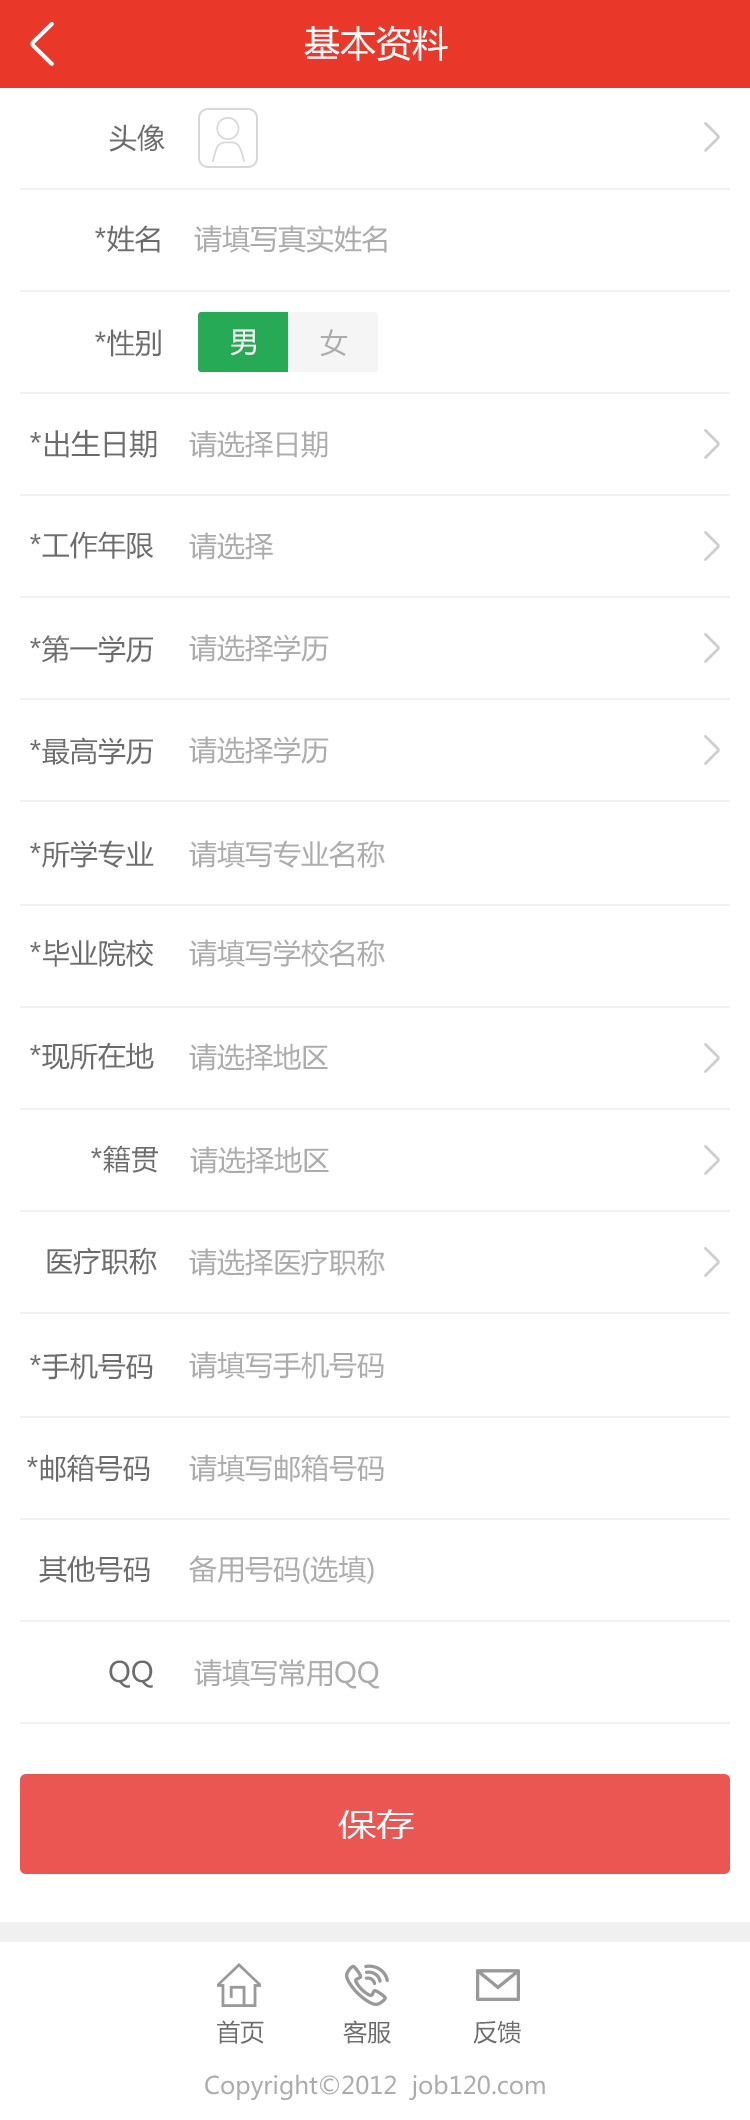 基本资料
头像
*姓名 请填写真实姓名
*性别 男 女
*出生日期 请选择日期
*工作年限 请选择
*第一学历 请选择学历
*最高学历 请选择学历
*所学专业 请填写专业名称
*毕业院校 请填写学校名称
*现所在地 请选择地区
*籍贯 请选择地区
医疗职称 请选择医疗职称
*手机号码 请填写手机号码
*邮箱号码 请填写邮箱号码
其他号码 备用号码(选填)
QQ 请填写常用QQ
保存
首页 客服 反馈
Copyright©2012 job120.com